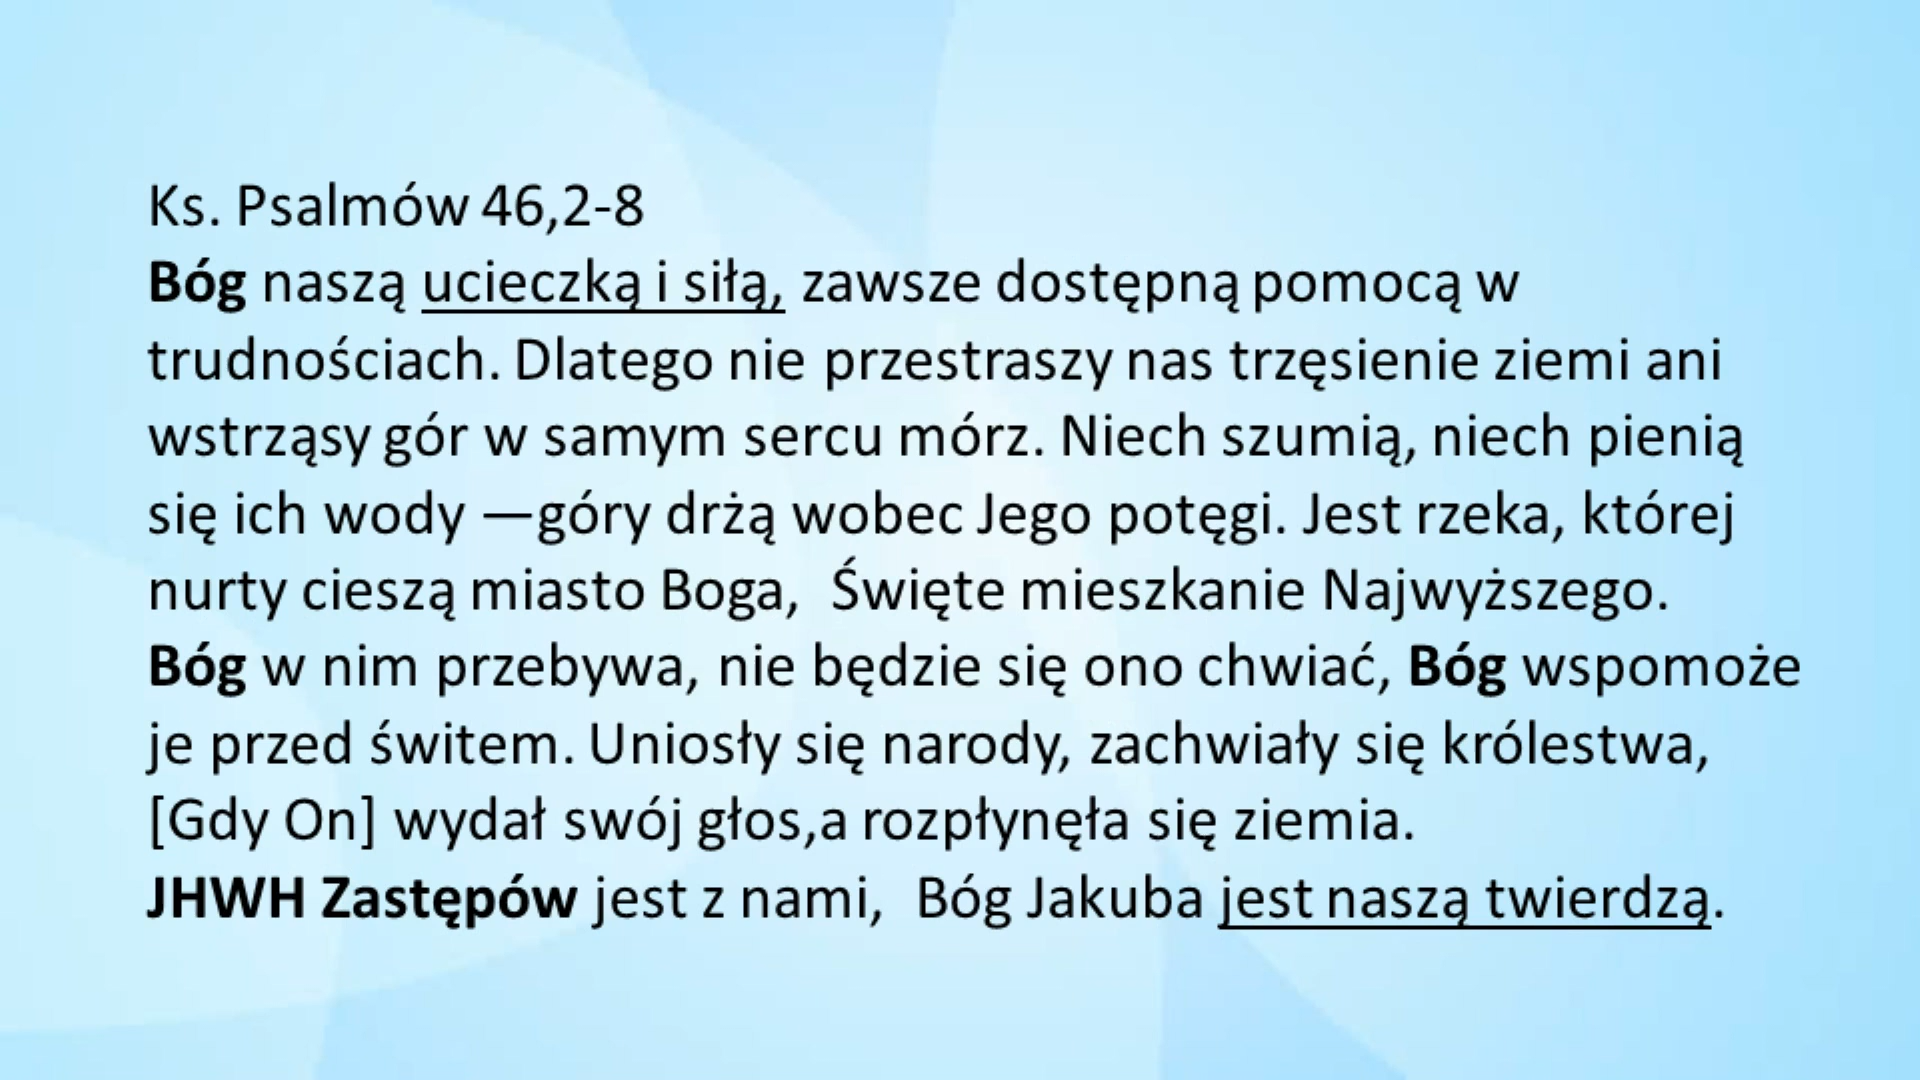 Ks. Psalmów 46,2-8
Bóg naszą ucieczką i siłą, zawsze dostępną pomocą w
trudnościach. Dlatego nie przestraszy nas trzęsienie ziemi ani
wstrząsy gór w samym sercu mórz. Niech szumią, niech pienią
się ich wody —góry drżą wobec Jego potęgi. Jest rzeka, której
nurty cieszą miasto Boga,  Święte mieszkanie Najwyższego.
Bóg w nim przebywa, nie będzie się ono chwiać, Bóg wspomoże
je przed świtem. Uniosły się narody, zachwiały się królestwa,
[Gdy On] wydał swój głos,a rozpłynęła się ziemia.
JHWH Zastępów jest z nami,  Bóg Jakuba jest naszą twierdzą.